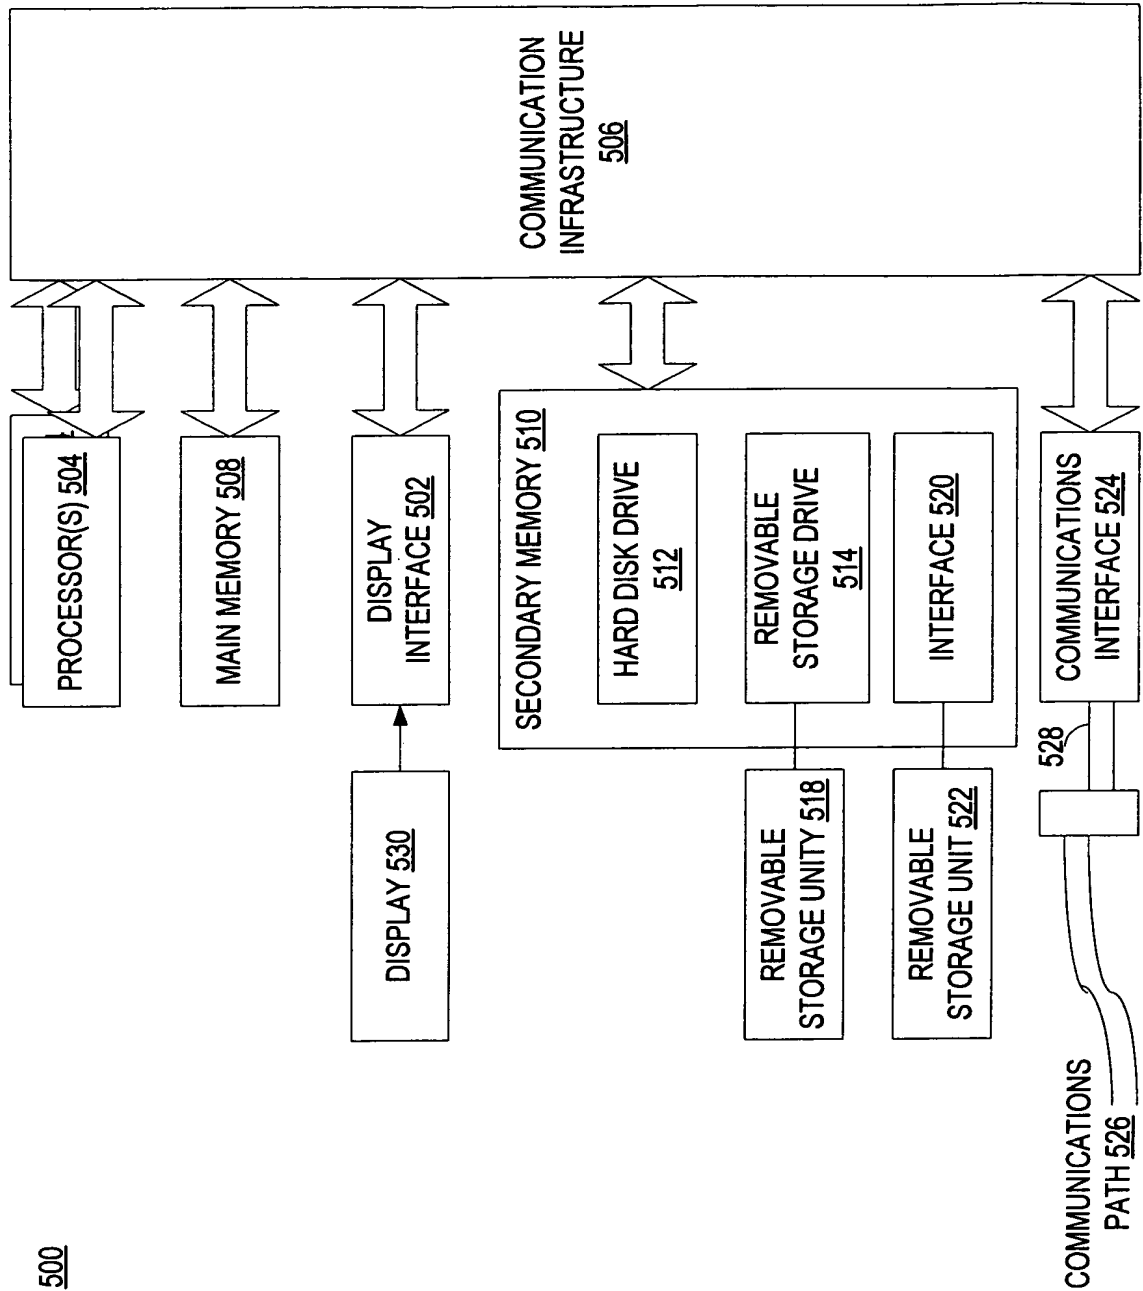 500
COMMUNICATION
INFRASTRUCTURE
506
PROCESSOR(S) 504
MAIN MEMORY 508
DISPLAY
INTERFACE 502
DISPLAY 530
SECONDARY MEMORY 510
HARD DISK DRIVE
512
REMOVABLE
STORAGE DRIVE
514
INTERFACE 520
REMOVABLE
STORAGE UNITY 518
REMOVABLE
STORAGE UNIT 522
COMMUNICATIONS
INTERFACE 524
528
COMMUNICATIONS
PATH 526